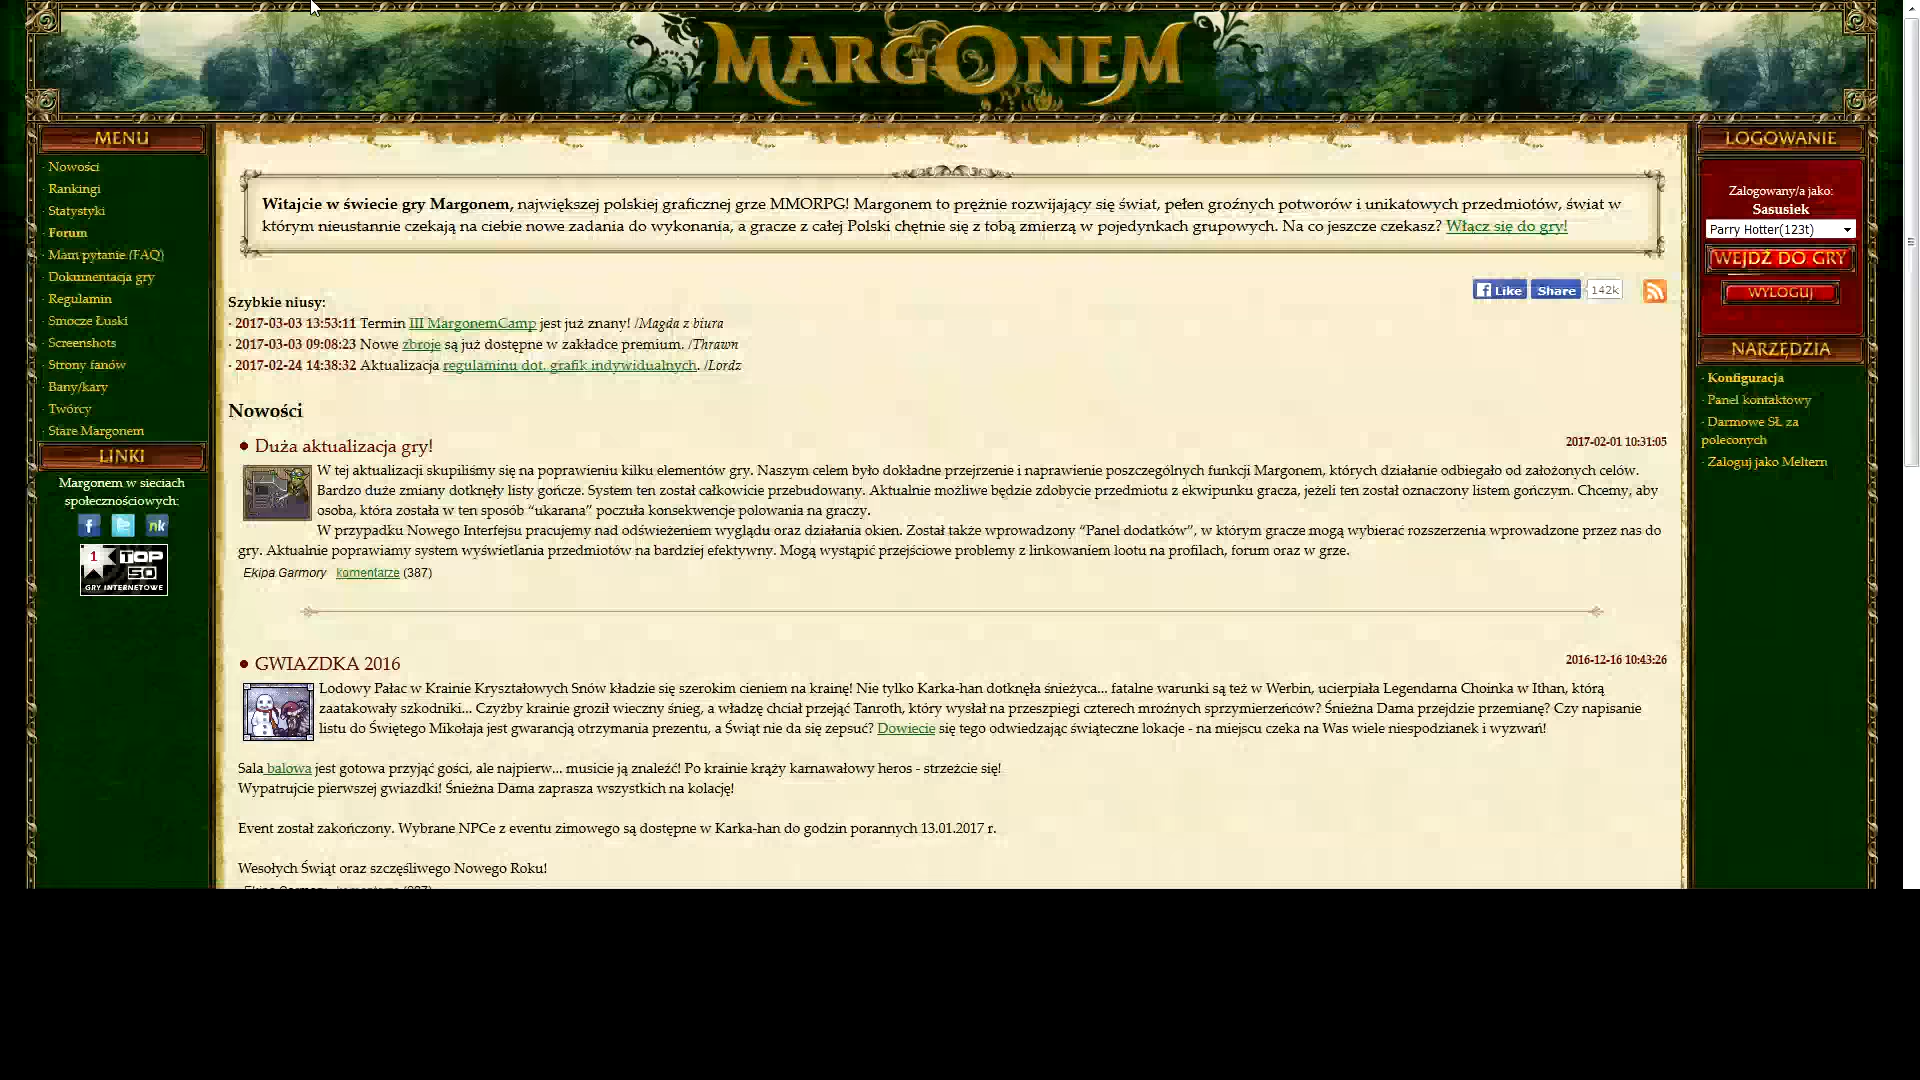 MARGONEM
MENU
· Nowości
· Rankingi
· Statystyki
· Forum
· Mam pytanie (FAQ)
· Dokumentacja gry
· Regulamin
· Smocze Łuski
· Screenshots
· Strony fanów
· Bany/kary
· Twórcy
· Stare Margonem
LINKI
Margonem w sieciach
społecznościowych:
f t nk
1 TOP
50
GRY INTERNETOWE
Witajcie w świecie gry Margonem, największej polskiej graficznej grze MMORPG! Margonem to prężnie rozwijający się świat, pełen groźnych potworów i unikatowych przedmiotów, świat w
którym nieustannie czekają na ciebie nowe zadania do wykonania, a gracze z całej Polski chętnie się z tobą zmierzą w pojedynkach grupowych. Na co jeszcze czekasz? Włącz się do gry!
Like Share 142k
Szybkie niusy:
· 2017-03-03 13:53:11 Termin III MargonemCamp jest już znany! /Magda z biura
· 2017-03-03 09:08:23 Nowe zbroje są już dostępne w zakładce premium. /Thrawn
· 2017-02-24 14:38:32 Aktualizacja regulaminu dot. grafik indywidualnych. /Lordz
Nowości
• Duża aktualizacja gry! 2017-02-01 10:31:05
W tej aktualizacji skupiliśmy się na poprawieniu kilku elementów gry. Naszym celem było dokładne przejrzenie i naprawienie poszczególnych funkcji Margonem, których działanie odbiegało od założonych celów.
Bardzo duże zmiany dotknęły listy gończe. System ten został całkowicie przebudowany. Aktualnie możliwe będzie zdobycie przedmiotu z ekwipunku gracza, jeżeli ten został oznaczony listem gończym. Chcemy, aby
osoba, która została w ten sposób “ukarana” poczuła konsekwencje polowania na graczy.
W przypadku Nowego Interfejsu pracujemy nad odświeżeniem wyglądu oraz działania okien. Został także wprowadzony “Panel dodatków”, w którym gracze mogą wybierać rozszerzenia wprowadzone przez nas do
gry. Aktualnie poprawiamy system wyświetlania przedmiotów na bardziej efektywny. Mogą wystąpić przejściowe problemy z linkowaniem lootu na profilach, forum oraz w grze.
Ekipa Garmory komentarze (387)
• GWIAZDKA 2016 2016-12-16 10:43:26
Lodowy Pałac w Krainie Kryształowych Snów kładzie się szerokim cieniem na krainę! Nie tylko Karka-han dotknęła śnieżyca... fatalne warunki są też w Werbin, ucierpiała Legendarna Choinka w Ithan, którą
zaatakowały szkodniki... Czyżby krainie groził wieczny śnieg, a władzę chciał przejąć Tanroth, który wysłał na przeszpiegi czterech mroźnych sprzymierzeńców? Śnieżna Dama przejdzie przemianę? Czy napisanie
listu do Świętego Mikołaja jest gwarancją otrzymania prezentu, a Świąt nie da się zepsuć? Dowiecie się tego odwiedzając świąteczne lokacje - na miejscu czeka na Was wiele niespodzianek i wyzwań!
Sala balowa jest gotowa przyjąć gości, ale najpierw... musicie ją znaleźć! Po krainie krąży karnawałowy heros - strzeżcie się!
Wypatrujcie pierwszej gwiazdki! Śnieżna Dama zaprasza wszystkich na kolację!
Event został zakończony. Wybrane NPCe z eventu zimowego są dostępne w Karka-han do godzin porannych 13.01.2017 r.
Wesołych Świąt oraz szczęśliwego Nowego Roku!
LOGOWANIE
Zalogowany/a jako:
Sasusiek
Parry Hotter(123t)
WEJDŹ DO GRY
WYLOGUJ
NARZĘDZIA
· Konfiguracja
· Panel kontaktowy
· Darmowe SŁ za
poleconych
· Zaloguj jako Meltern